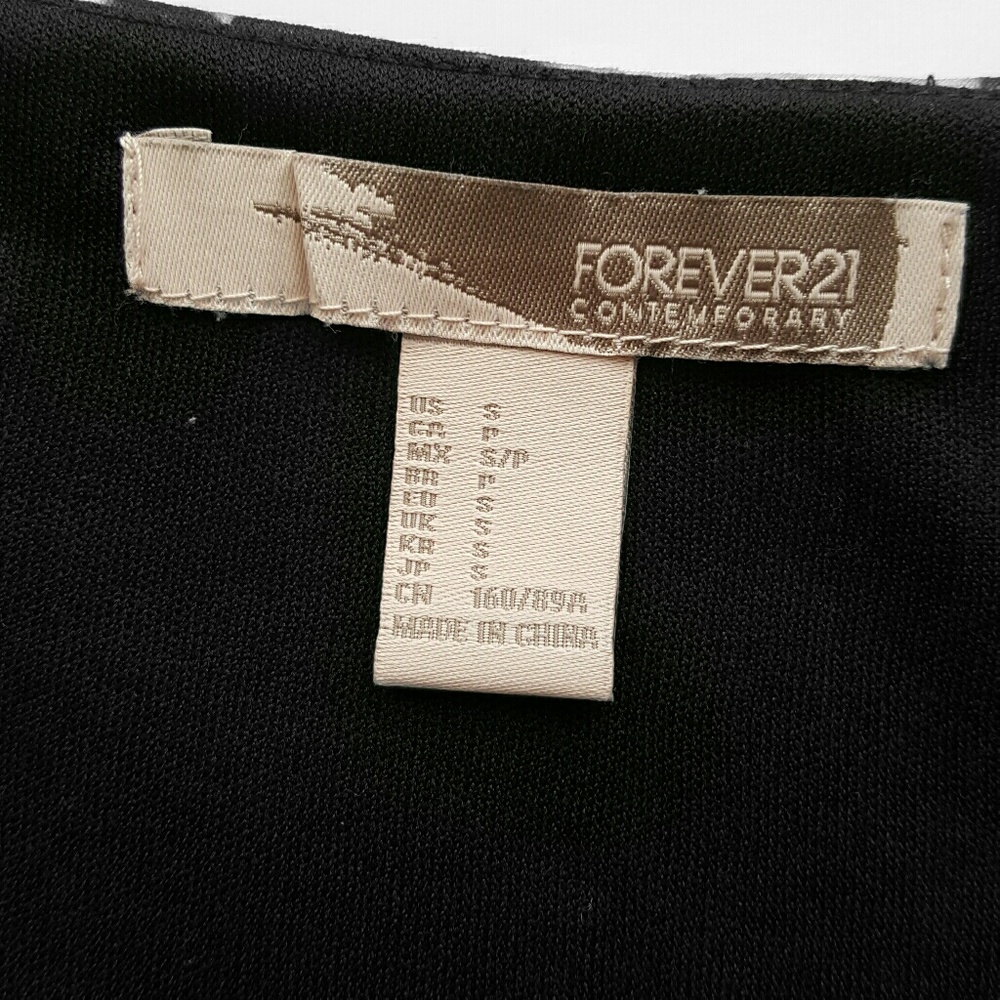 FOREVER21
CONTEMPORARY
US S
CA P
MX S/P
BR P
EU S
UK S
KR S
JP S
CN 160/89A
MADE IN CHINA